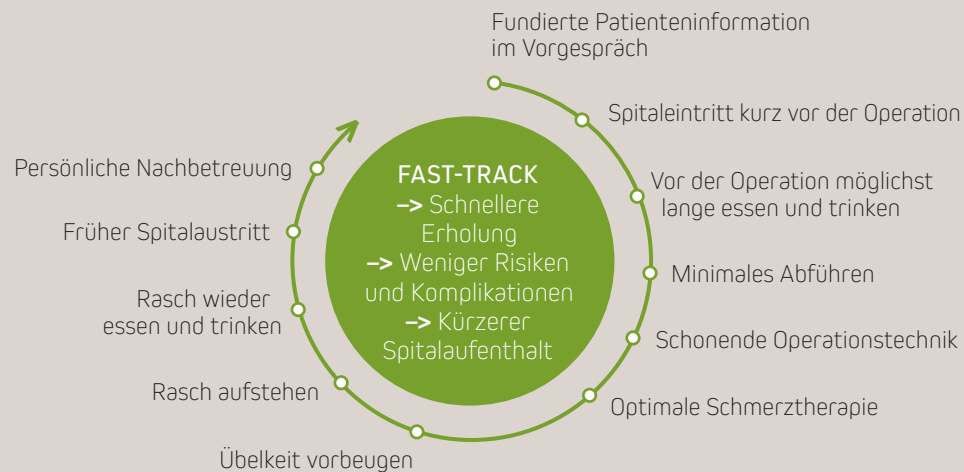 Fundierte Patienteninformation
im Vorgespräch
Spitaleintritt kurz vor der Operation
Vor der Operation möglichst
lange essen und trinken
Minimales Abführen
Schonende Operationstechnik
Optimale Schmerztherapie
Übelkeit vorbeugen
Rasch aufstehen
Rasch wieder
essen und trinken
Früher Spitalaustritt
Persönliche Nachbetreuung
FAST-TRACK
–> Schnellere
Erholung
–> Weniger Risiken
und Komplikationen
–> Kürzerer
Spitalaufenthalt